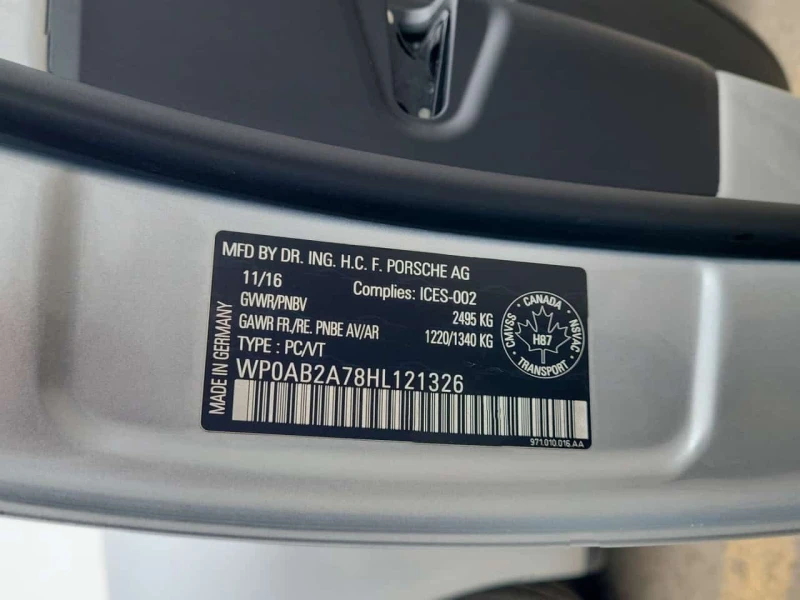 MFD BY DR. ING. H.C. F. PORSCHE AG
11/16 Complies: ICES-002
GVWR/PNBV 2495 KG
GAWR FR./RE. PNBE AV/AR 1220/1340 KG
TYPE : PC/VT
WP0AB2A78HL121326
MADE IN GERMANY
CANADA
CMVSS
NSVAC
H87
TRANSPORT
971.010.016.AA